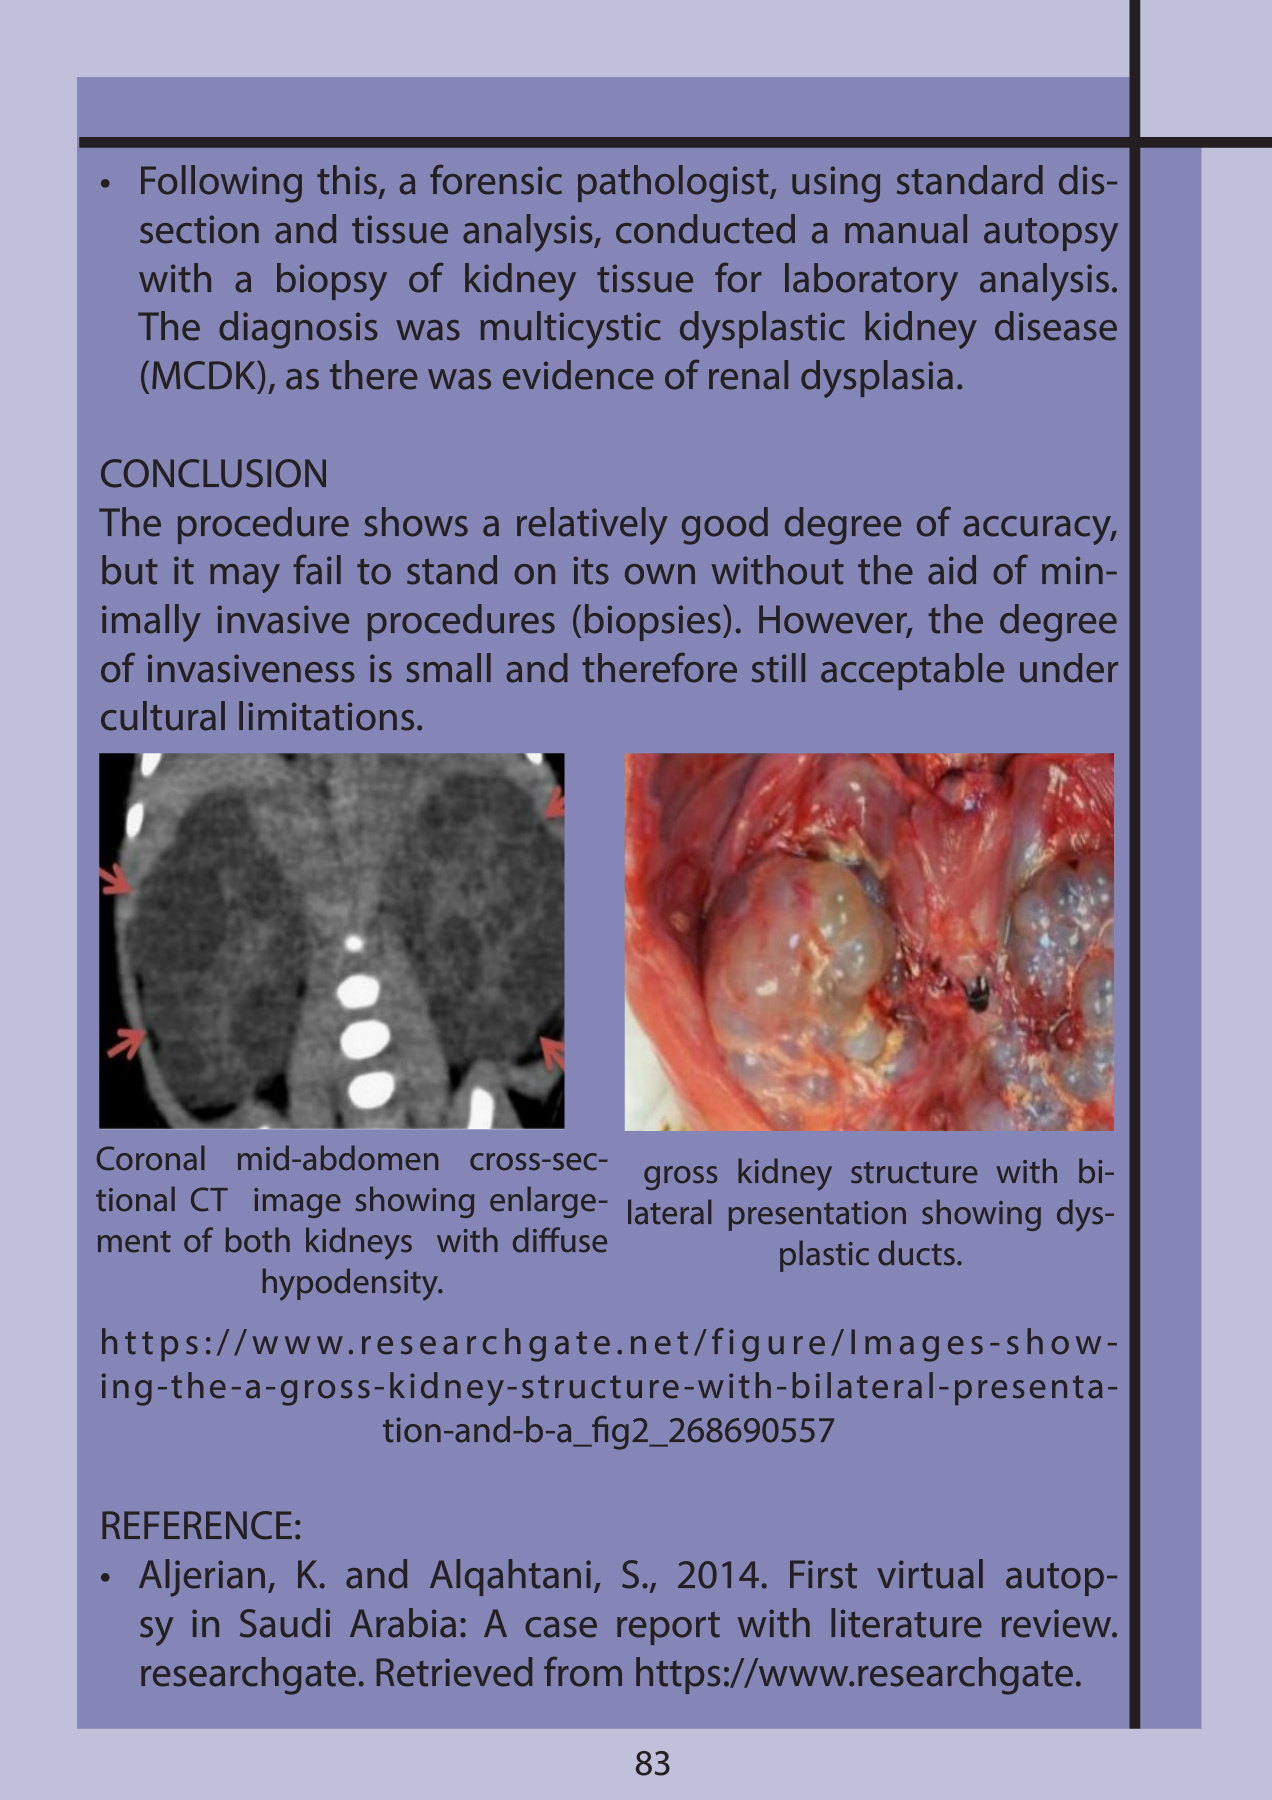 • Following this, a forensic pathologist, using standard dis-
section and tissue analysis, conducted a manual autopsy
with a biopsy of kidney tissue for laboratory analysis.
The diagnosis was multicystic dysplastic kidney disease
(MCDK), as there was evidence of renal dysplasia.
CONCLUSION
The procedure shows a relatively good degree of accuracy,
but it may fail to stand on its own without the aid of min-
imally invasive procedures (biopsies). However, the degree
of invasiveness is small and therefore still acceptable under
cultural limitations.
Coronal mid-abdomen cross-sec-
tional CT image showing enlarge-
ment of both kidneys with diffuse
hypodensity.
gross kidney structure with bi-
lateral presentation showing dys-
plastic ducts.
https://www.researchgate.net/figure/Images-show-
ing-the-a-gross-kidney-structure-with-bilateral-presenta-
tion-and-b-a_fig2_268690557
REFERENCE:
• Aljerian, K. and Alqahtani, S., 2014. First virtual autop-
sy in Saudi Arabia: A case report with literature review.
researchgate. Retrieved from https://www.researchgate.
83